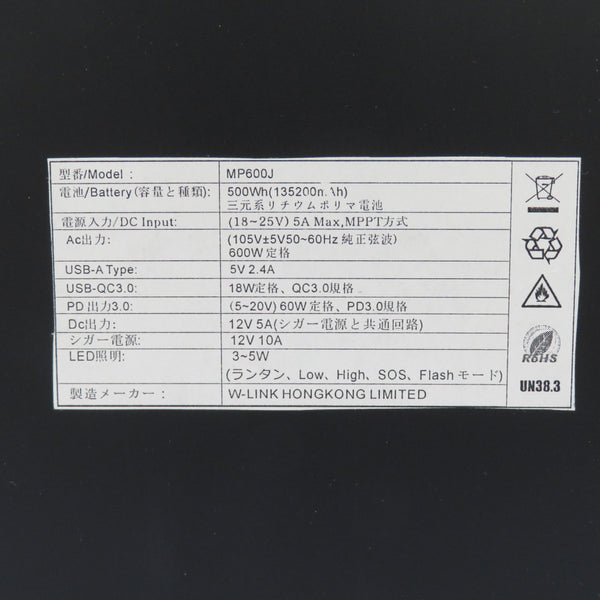 型番/Model : MP600J
電池/Battery(容量と種類): 500Wh(135200mAh)
三元系リチウムポリマ電池
電源入力/DC Input: (18~25V) 5A Max,MPPT方式
Ac出力: (105V±5V50~60Hz 純正弦波)
600W 定格
USB-A Type: 5V 2.4A
USB-QC3.0: 18W定格、QC3.0規格
PD 出力3.0: (5~20V) 60W 定格、PD3.0規格
Dc出力: 12V 5A(シガー電源と共通回路)
シガー電源: 12V 10A
LED照明: 3~5W
(ランタン、Low、High、SOS、Flash モード)
製造メーカー: W-LINK HONGKONG LIMITED
RoHS
UN38.3